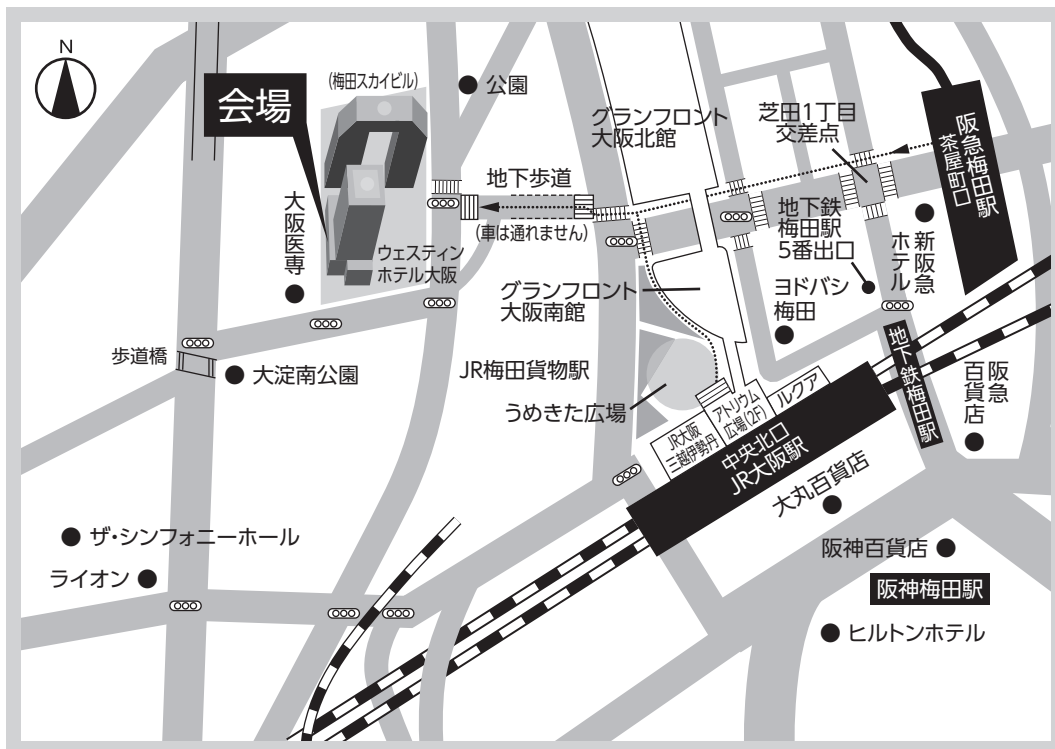 N
会場
(梅田スカイビル)
公園
グランフロント
大阪北館
芝田1丁目
交差点
阪急梅田駅
茶屋町口
地下歩道
(車は通れません)
大阪医専
ウェスティン
ホテル大阪
地下鉄
梅田駅
5番出口
新阪急
ホテル
グランフロント
大阪南館
ヨドバシ
梅田
歩道橋
大淀南公園
JR梅田貨物駅
うめきた広場
地下鉄梅田駅
阪急
百貨店
JR大阪
三越伊勢丹
アトリウム
広場(2F)
ルクア
中央北口
JR大阪駅
大丸百貨店
ザ・シンフォニーホール
ライオン
阪神百貨店
阪神梅田駅
ヒルトンホテル